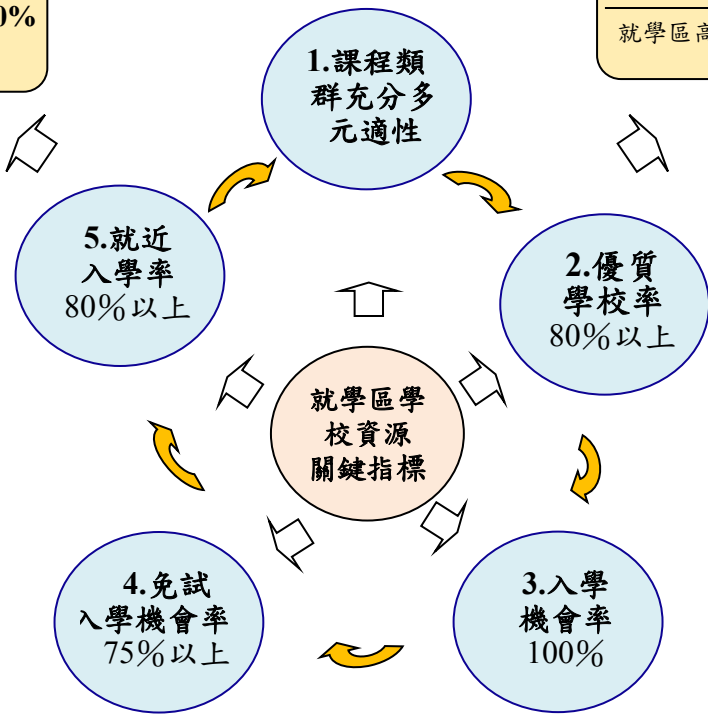 0%
就學區高
1.課程類
群充分多
元適性
5.就近
入學率
80%以上
2.優質
學校率
80%以上
就學區學
校資源
關鍵指標
4.免試
入學機會率
75%以上
3.入學
機會率
100%